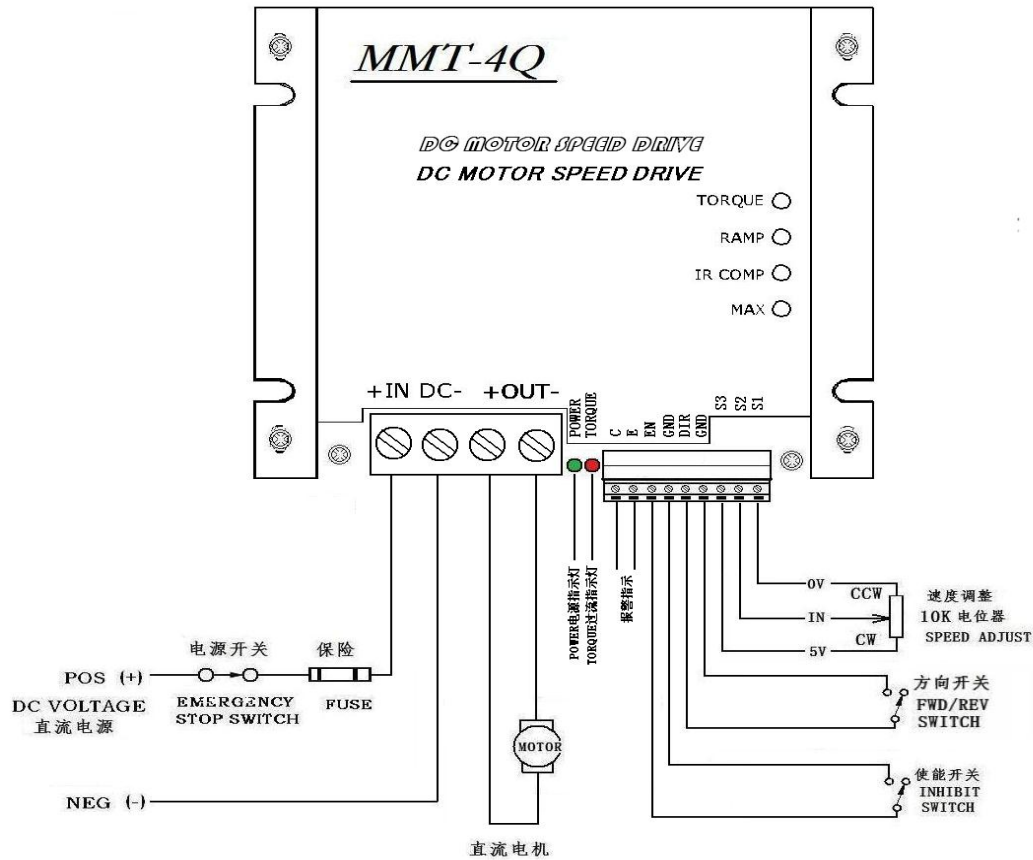 MMT-4Q
DC MOTOR SPEED DRIVE
DC MOTOR SPEED DRIVE
TORQUE
RAMP
IR COMP
MAX
+IN DC- +OUT-
POWER
TORQUE
C
E
EN
GND
DIR
GND
S3
S2
S1
POWER电源指示灯
TORQUE过流指示灯
报警指示
0V
CCW
IN
CW
5V
速度调整
10K 电位器
SPEED ADJUST
方向开关
FWD/REV
SWITCH
使能开关
INHIBIT
SWITCH
电源开关
保险
POS (+)
DC VOLTAGE
直流电源
EMERGENCY
STOP SWITCH
FUSE
MOTOR
NEG (-)
直流电机